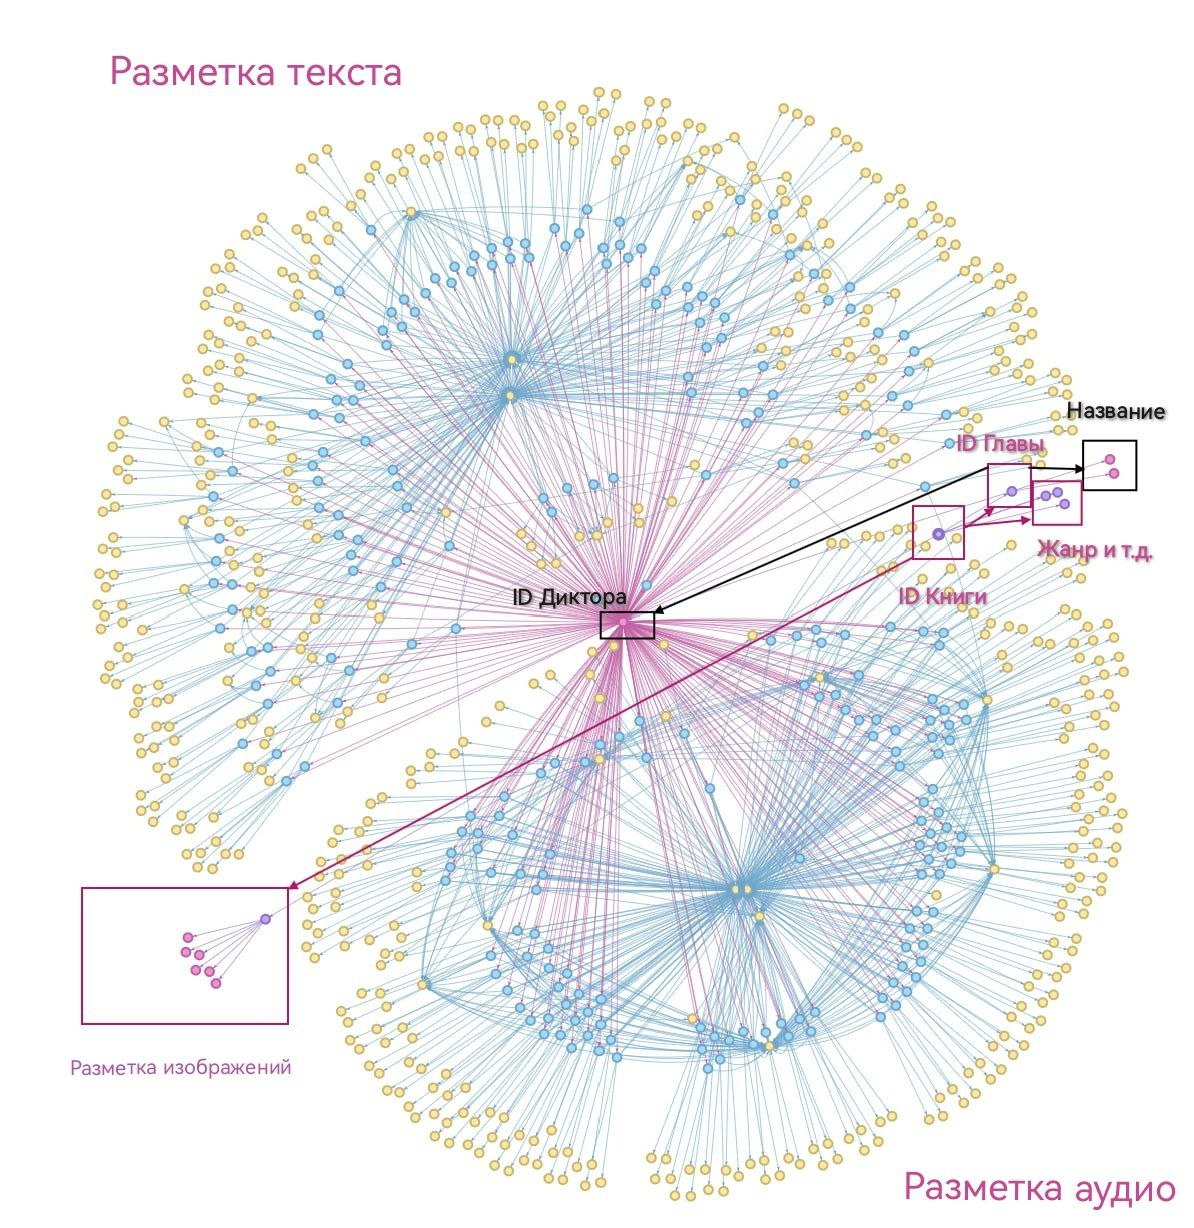 Разметка текста
Название
ID Главы
Жанр и т.д.
ID Диктора
ID Книги
Разметка изображений
Разметка аудио